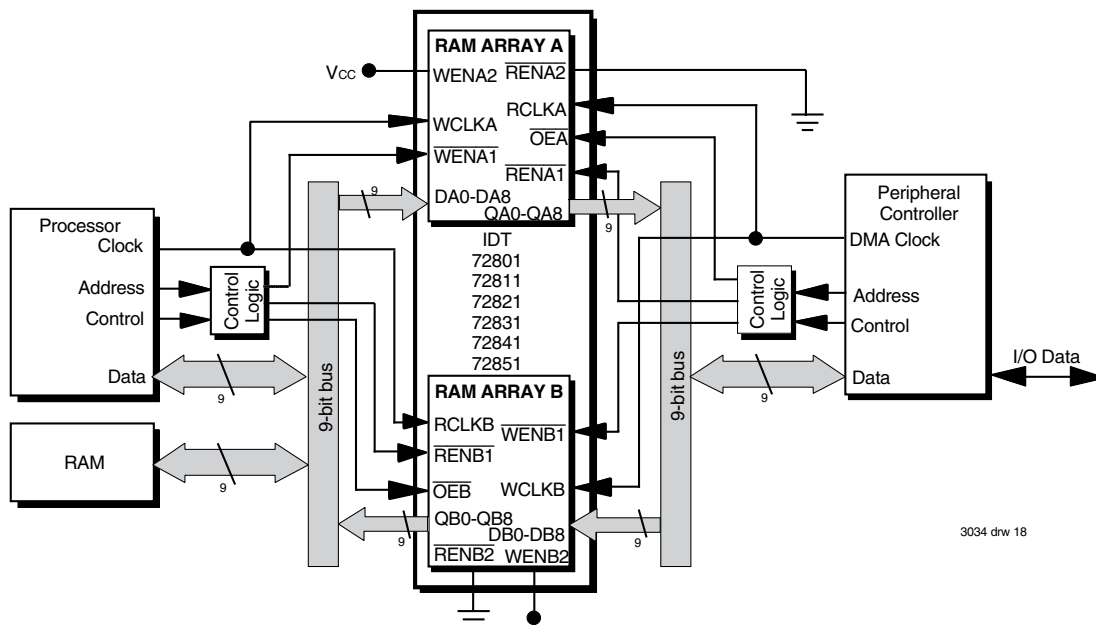 RAM ARRAY A
VCC
WENA2
RENA2
RCLKA
WCLKA
OEA
WENA1
RENA1
9
DA0-DA8
QA0-QA8
9
Processor
Clock
Address
Control
Data
9
Control
Logic
9-bit bus
IDT
72801
72811
72821
72831
72841
72851
9-bit bus
Control
Logic
Peripheral
Controller
DMA Clock
Address
Control
Data
9
I/O Data
RAM
9
RAM ARRAY B
RCLKB
WENB1
RENB1
OEB
WCLKB
QB0-QB8
9
DB0-DB8
9
RENB2
WENB2
3034 drw 18